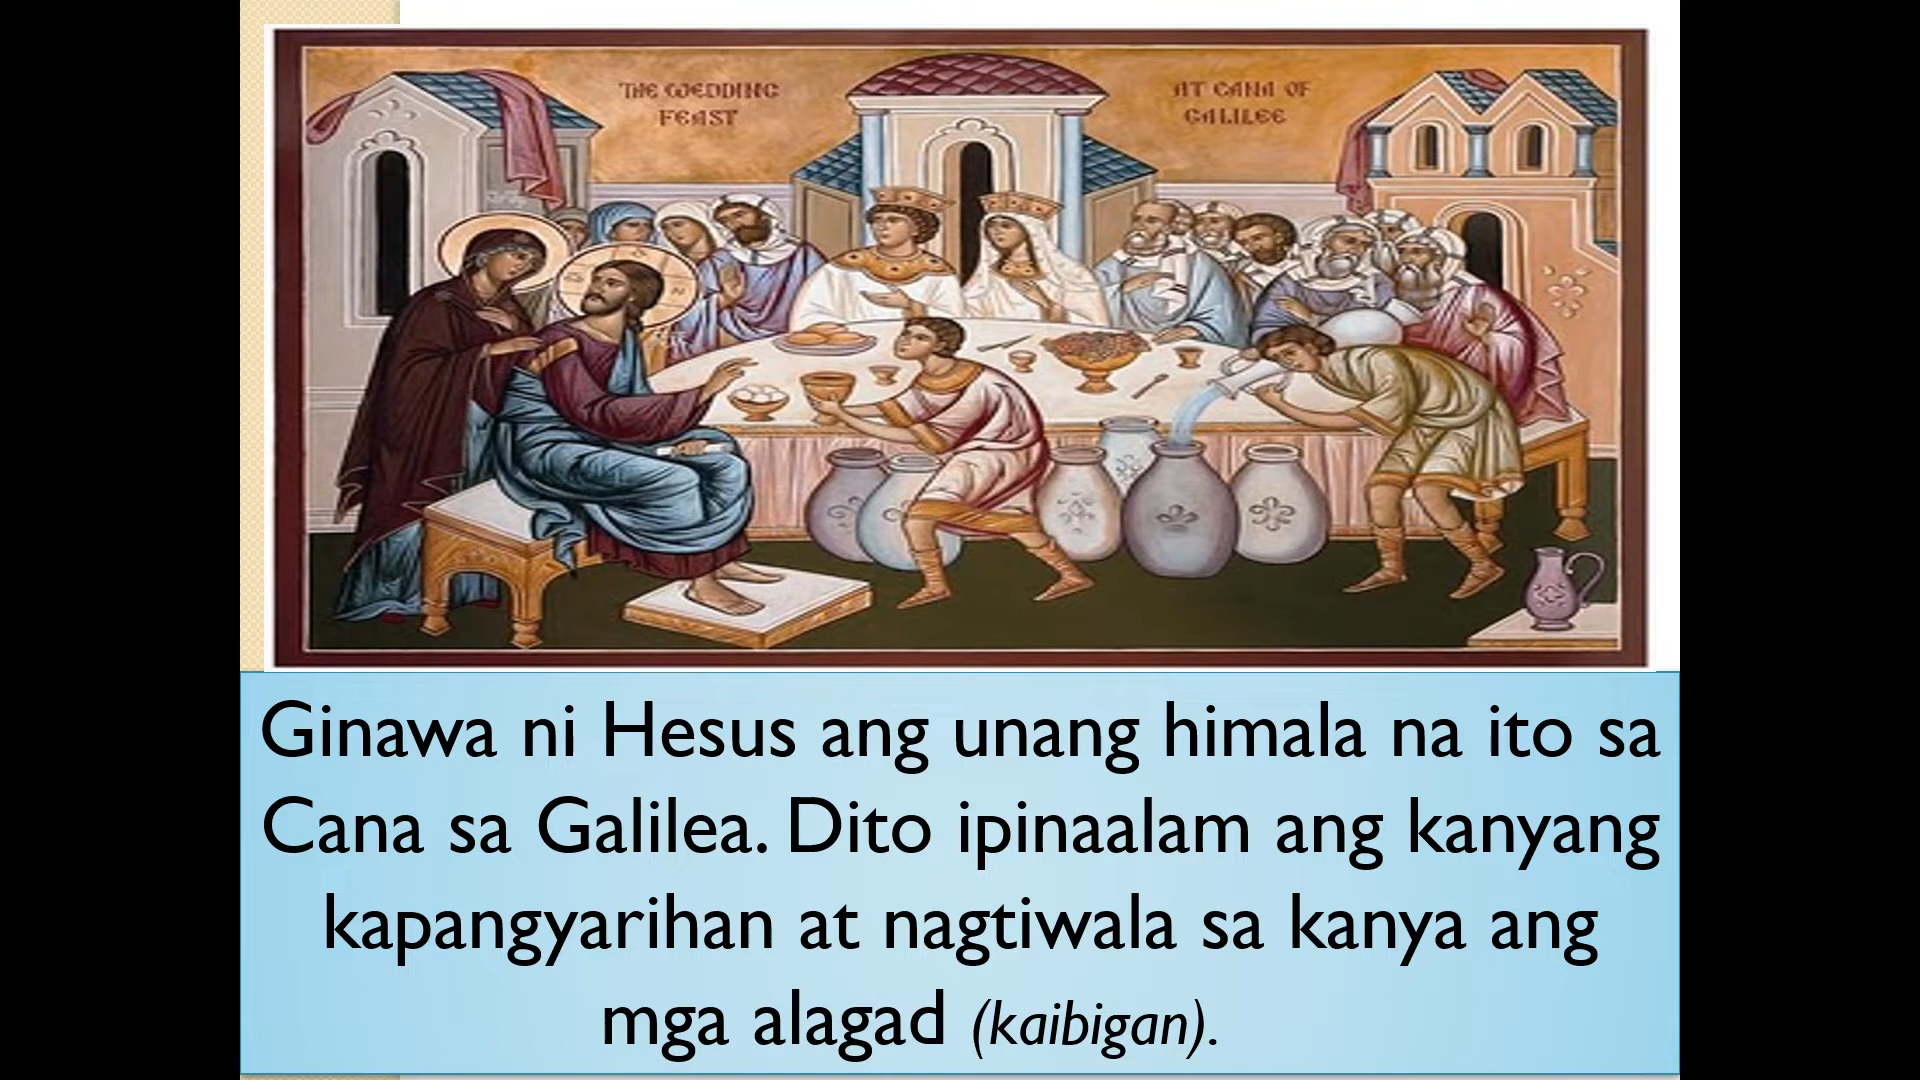 THE WEDDING
FEAST
AT CANA OF
GALILEE
Ginawa ni Hesus ang unang himala na ito sa
Cana sa Galilea. Dito ipinaalam ang kanyang
kapangyarihan at nagtiwala sa kanya ang
mga alagad (kaibigan).